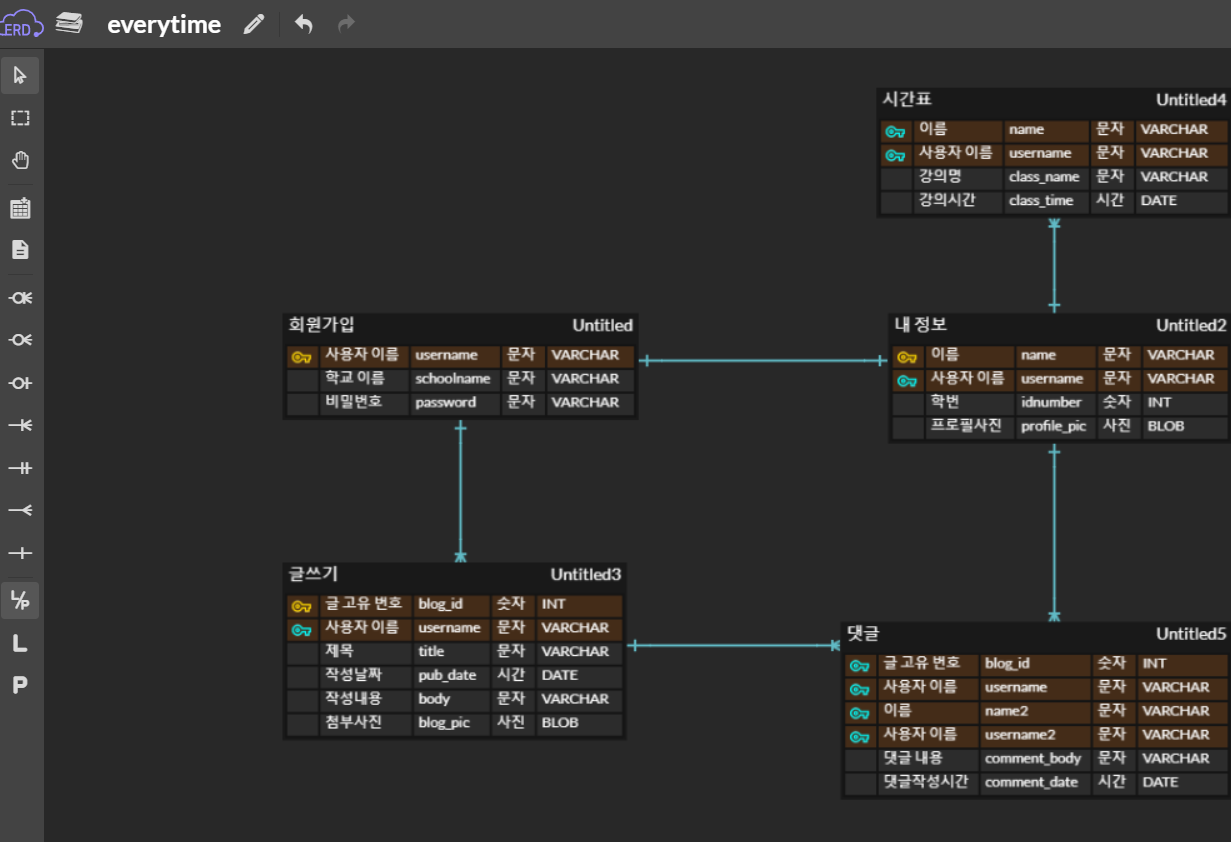 ERD everytime
시간표 Untitled4
이름 name 문자 VARCHAR
사용자 이름 username 문자 VARCHAR
강의명 class_name 문자 VARCHAR
강의시간 class_time 시간 DATE
회원가입 Untitled
사용자 이름 username 문자 VARCHAR
학교 이름 schoolname 문자 VARCHAR
비밀번호 password 문자 VARCHAR
내 정보 Untitled2
이름 name 문자 VARCHAR
사용자 이름 username 문자 VARCHAR
학번 idnumber 숫자 INT
프로필사진 profile_pic 사진 BLOB
글쓰기 Untitled3
글 고유 번호 blog_id 숫자 INT
사용자 이름 username 문자 VARCHAR
제목 title 문자 VARCHAR
작성날짜 pub_date 시간 DATE
작성내용 body 문자 VARCHAR
첨부사진 blog_pic 사진 BLOB
댓글 Untitled5
글 고유 번호 blog_id 숫자 INT
사용자 이름 username 문자 VARCHAR
이름 name2 문자 VARCHAR
사용자 이름 username2 문자 VARCHAR
댓글 내용 comment_body 문자 VARCHAR
댓글작성시간 comment_date 시간 DATE
L/P
L
P